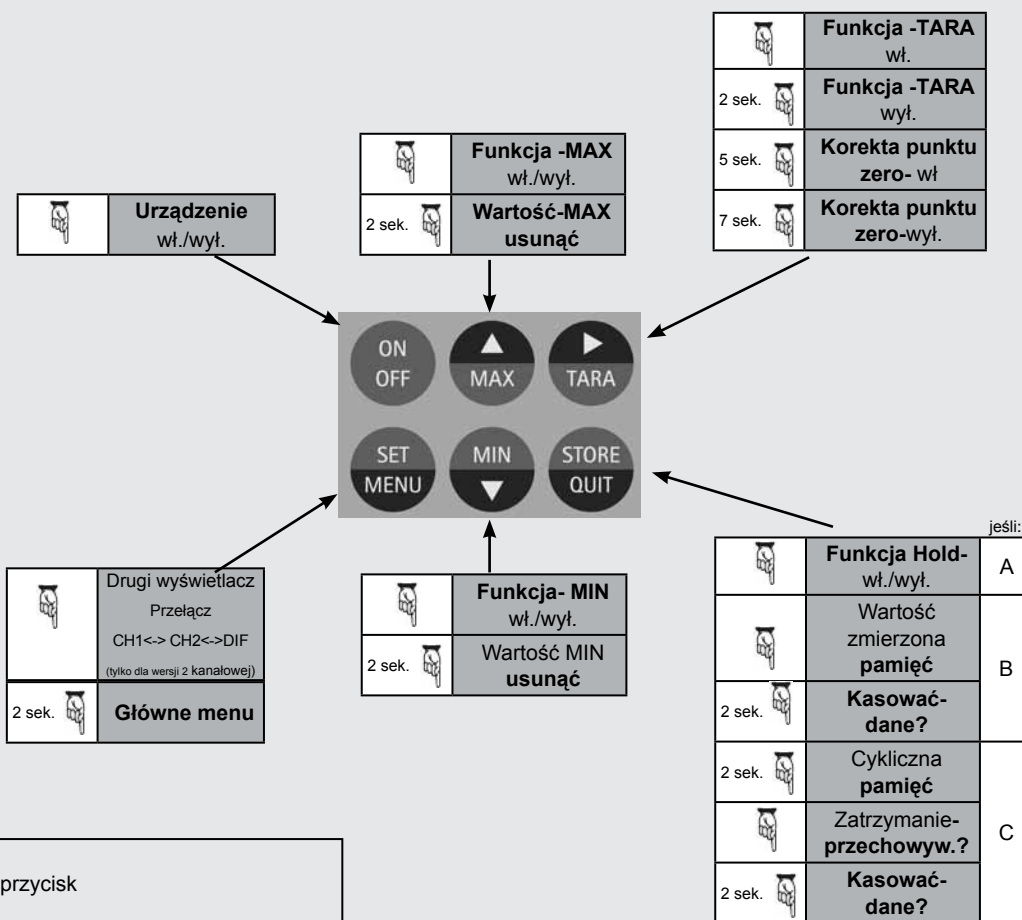 Funkcja -TARA
wł.
2 sek.
Funkcja -TARA
wył.
5 sek.
Korekta punktu
zero- wł
7 sek.
Korekta punktu
zero-wył.
Funkcja -MAX
wł./wył.
2 sek.
Wartość-MAX
usunąć
Urządzenie
wł./wył.
ON
OFF
MAX
TARA
SET
MENU
MIN
STORE
QUIT
Drugi wyświetlacz
Przełącz
CH1<-> CH2<->DIF
(tylko dla wersji 2 kanałowej)
2 sek.
Główne menu
Funkcja- MIN
wł./wył.
2 sek.
Wartość MIN
usunąć
jeśli:
Funkcja Hold-
wł./wył.
A
Wartość
zmierzona
pamięć
B
2 sek.
Kasować-
dane?
2 sek.
Cykliczna
pamięć
C
Zatrzymanie-
przechowyw.?
2 sek.
Kasować-
dane?
przycisk